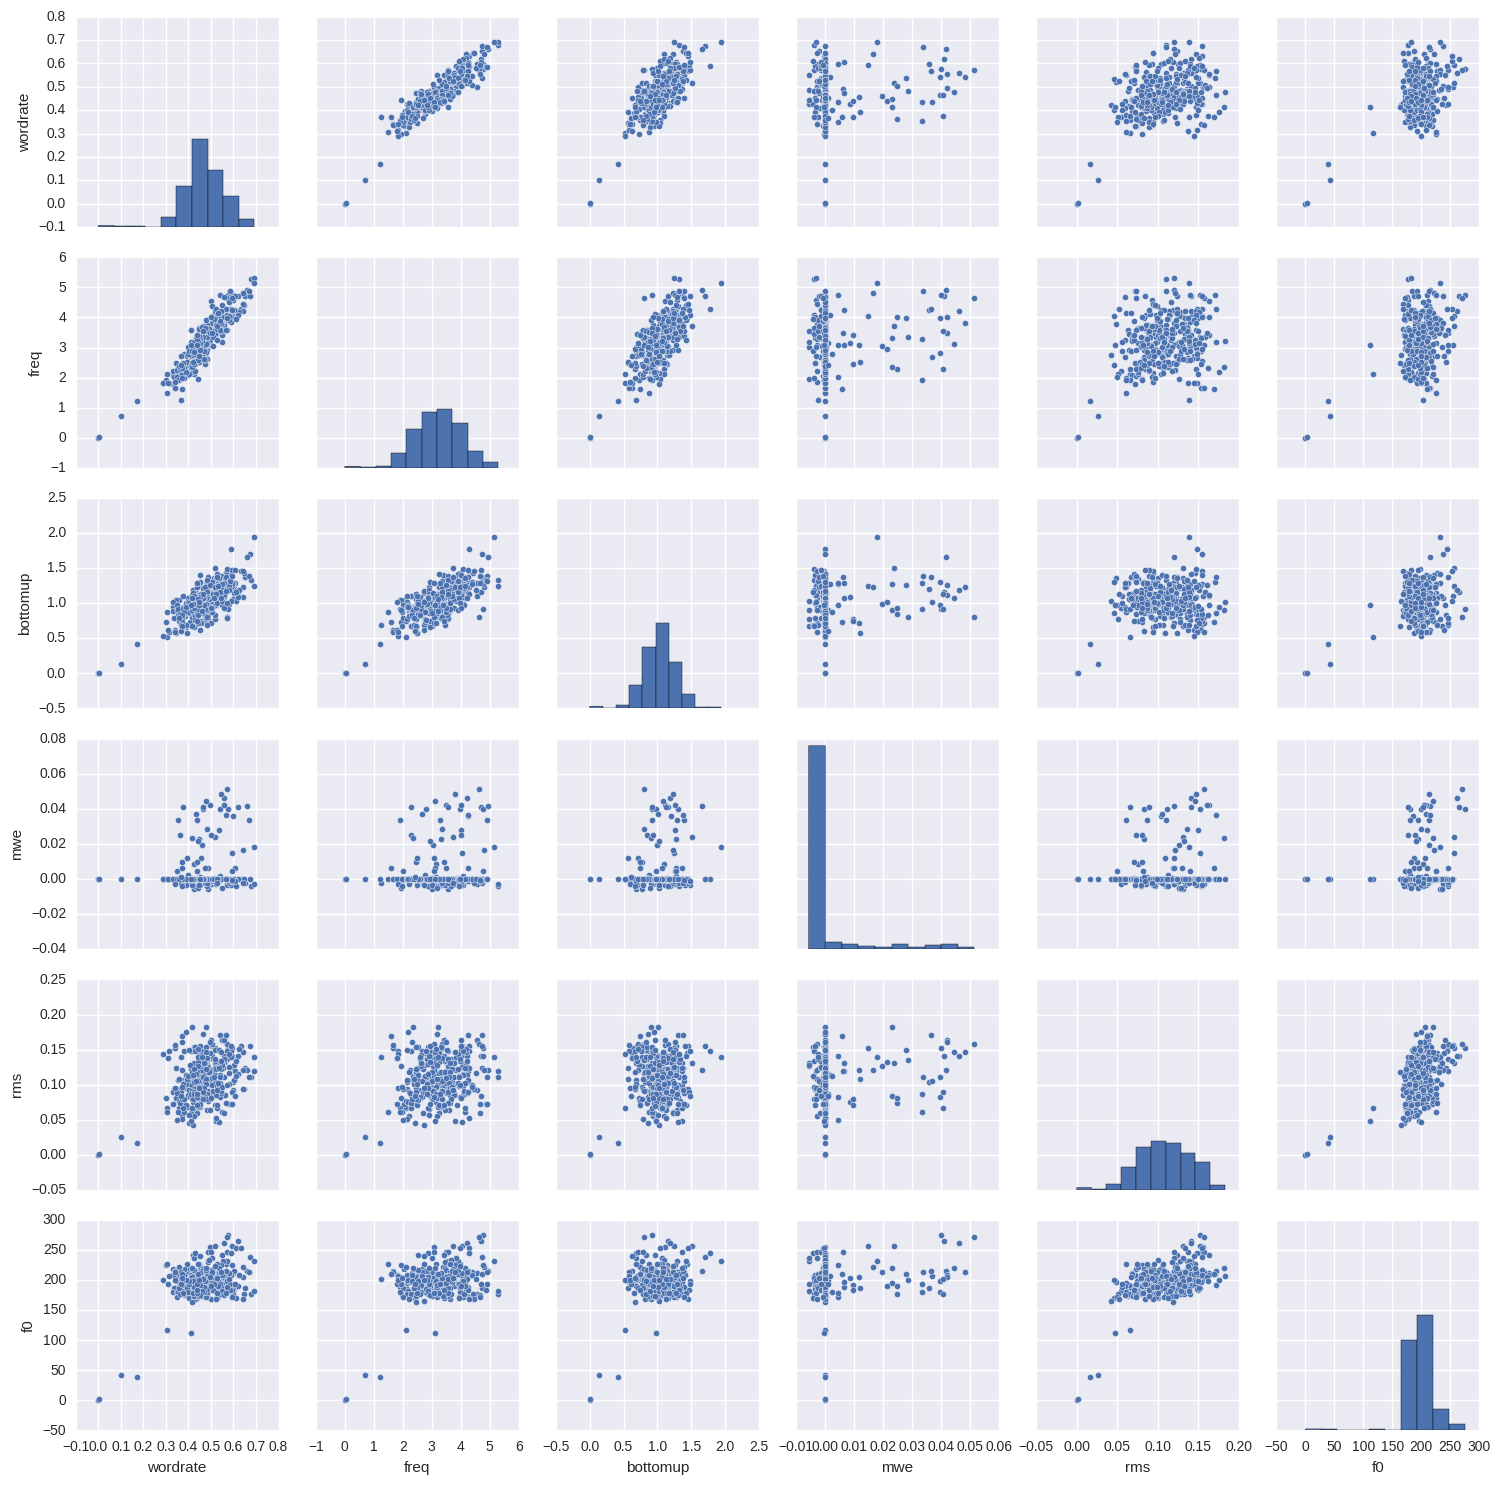 0.8
0.7
0.6
0.5
0.4
0.3
0.2
0.1
0.0
−0.1
wordrate
6
5
4
3
2
1
0
−1
freq
2.5
2.0
1.5
1.0
0.5
0.0
−0.5
bottomup
0.08
0.06
0.04
0.02
0.00
−0.02
−0.04
mwe
0.25
0.20
0.15
0.10
0.05
0.00
−0.05
rms
300
250
200
150
100
50
0
−50
f0
−0.1 0.0 0.1 0.2 0.3 0.4 0.5 0.6 0.7 0.8
−1 0 1 2 3 4 5 6
−0.5 0.0 0.5 1.0 1.5 2.0 2.5
−0.01 0.00 0.01 0.02 0.03 0.04 0.05 0.06
−0.05 0.00 0.05 0.10 0.15 0.20
−50 0 50 100 150 200 250 300
wordrate
freq
bottomup
mwe
rms
f0